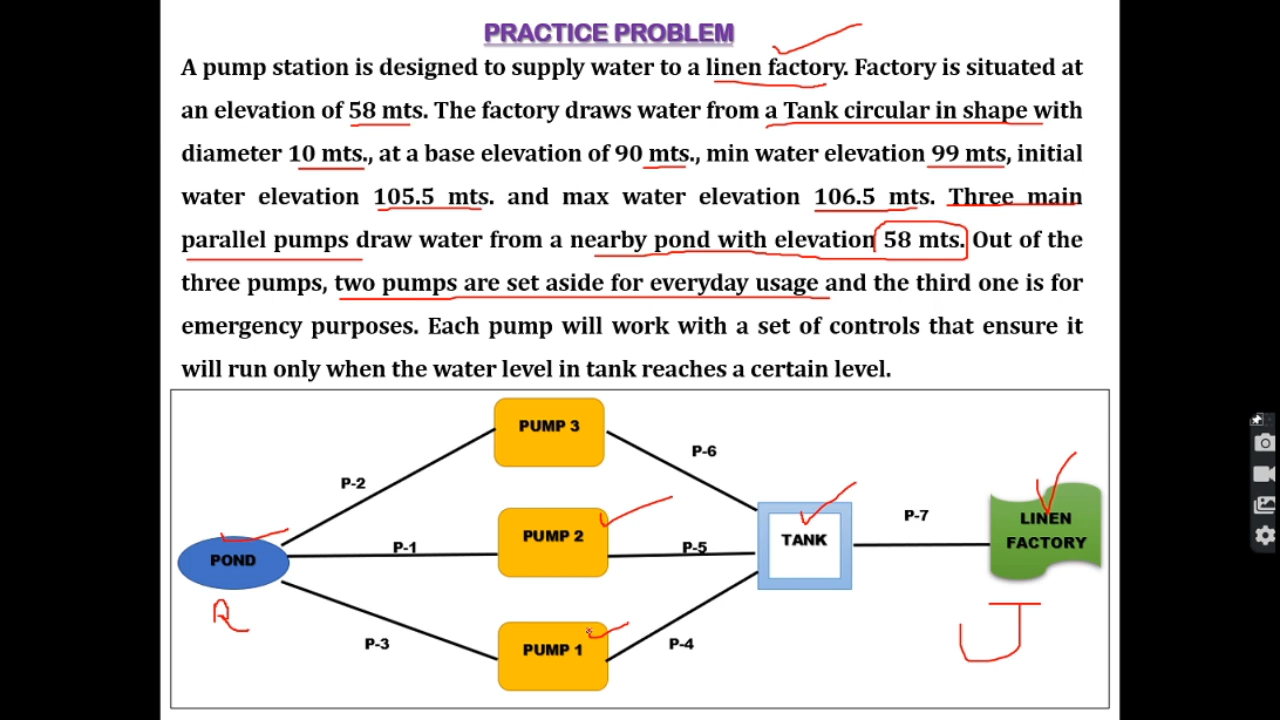 PRACTICE PROBLEM
A pump station is designed to supply water to a linen factory. Factory is situated at
an elevation of 58 mts. The factory draws water from a Tank circular in shape with
diameter 10 mts., at a base elevation of 90 mts., min water elevation 99 mts, initial
water elevation 105.5 mts. and max water elevation 106.5 mts. Three main
parallel pumps draw water from a nearby pond with elevation 58 mts. Out of the
three pumps, two pumps are set aside for everyday usage and the third one is for
emergency purposes. Each pump will work with a set of controls that ensure it
will run only when the water level in tank reaches a certain level.
PUMP 3
P-6
P-2
PUMP 2
P-7
LINEN
FACTORY
TANK
P-1
P-5
POND
R
J
P-3
PUMP 1
P-4